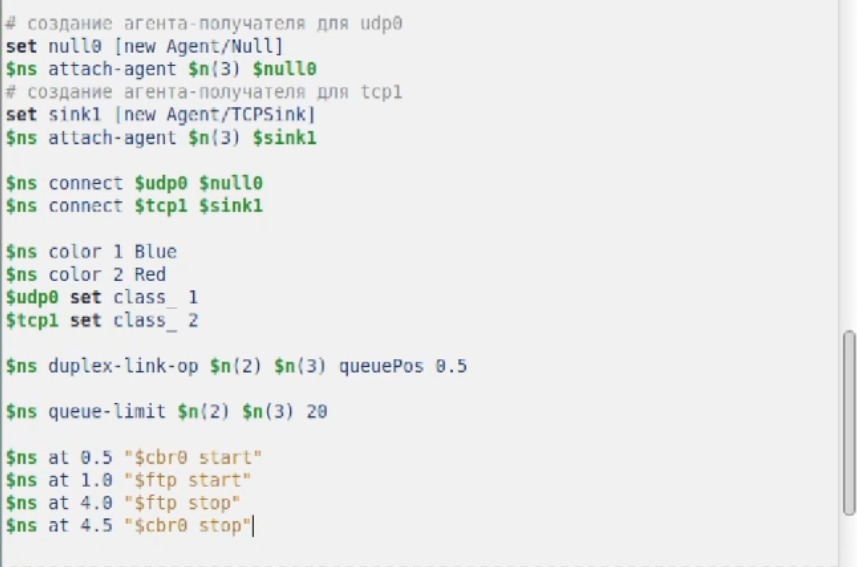 # создание агента-получателя для udp0
set null0 [new Agent/Null]
$ns attach-agent $n(3) $null0
# создание агента-получателя для tcp1
set sink1 [new Agent/TCPSink]
$ns attach-agent $n(3) $sink1
$ns connect $udp0 $null0
$ns connect $tcp1 $sink1
$ns color 1 Blue
$ns color 2 Red
$udp0 set class_ 1
$tcp1 set class_ 2
$ns duplex-link-op $n(2) $n(3) queuePos 0.5
$ns queue-limit $n(2) $n(3) 20
$ns at 0.5 "$cbr0 start"
$ns at 1.0 "$ftp start"
$ns at 4.0 "$ftp stop"
$ns at 4.5 "$cbr0 stop"